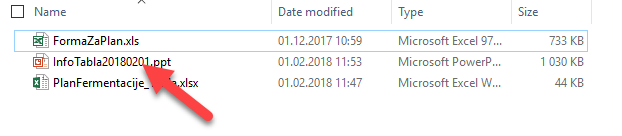 Name Date modified Type Size
FormaZaPlan.xls 01.12.2017 10:59 Microsoft Excel 97... 733 KB
InfoTabla20180201.ppt 01.02.2018 11:53 Microsoft PowerP... 1 030 KB
PlanFermentacije_ .xlsx 01.02.2018 11:47 Microsoft Excel W... 44 KB